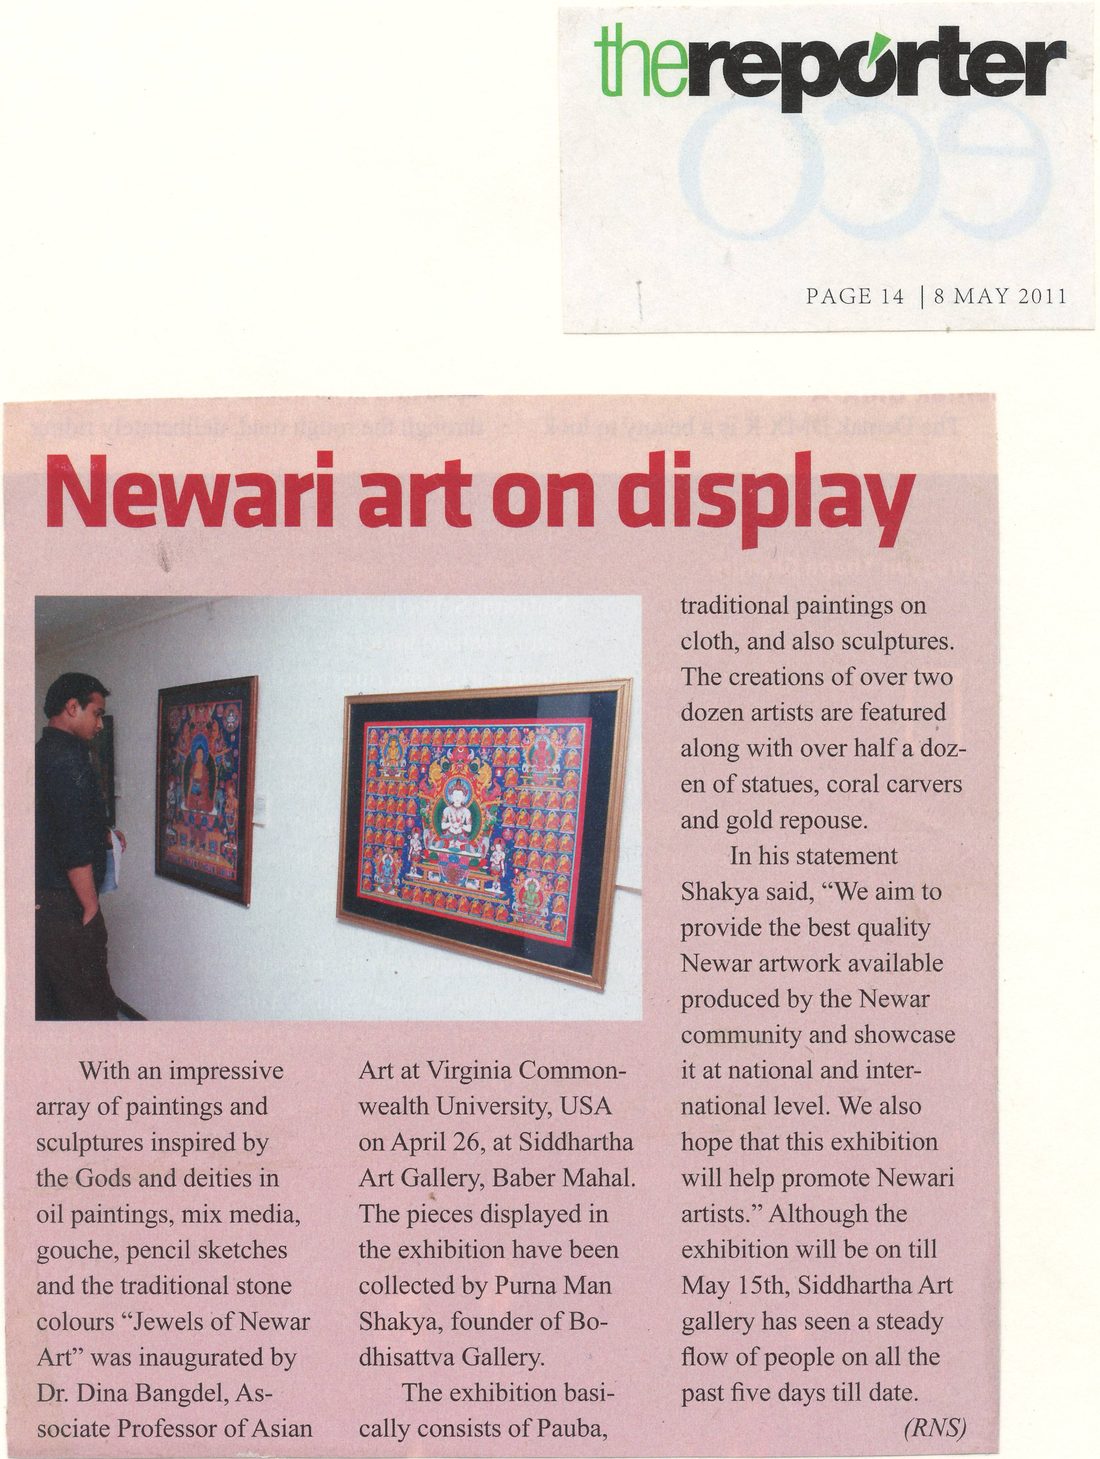 thereporter
PAGE 14 | 8 MAY 2011
Newari art on display
With an impressive
array of paintings and
sculptures inspired by
the Gods and deities in
oil paintings, mix media,
gouche, pencil sketches
and the traditional stone
colours “Jewels of Newar
Art” was inaugurated by
Dr. Dina Bangdel, As-
sociate Professor of Asian
Art at Virginia Common-
wealth University, USA
on April 26, at Siddhartha
Art Gallery, Baber Mahal.
The pieces displayed in
the exhibition have been
collected by Purna Man
Shakya, founder of Bo-
dhisattva Gallery.
The exhibition basi-
cally consists of Pauba,
traditional paintings on
cloth, and also sculptures.
The creations of over two
dozen artists are featured
along with over half a doz-
en of statues, coral carvers
and gold repouse.
In his statement
Shakya said, “We aim to
provide the best quality
Newar artwork available
produced by the Newar
community and showcase
it at national and inter-
national level. We also
hope that this exhibition
will help promote Newari
artists.” Although the
exhibition will be on till
May 15th, Siddhartha Art
gallery has seen a steady
flow of people on all the
past five days till date.
(RNS)